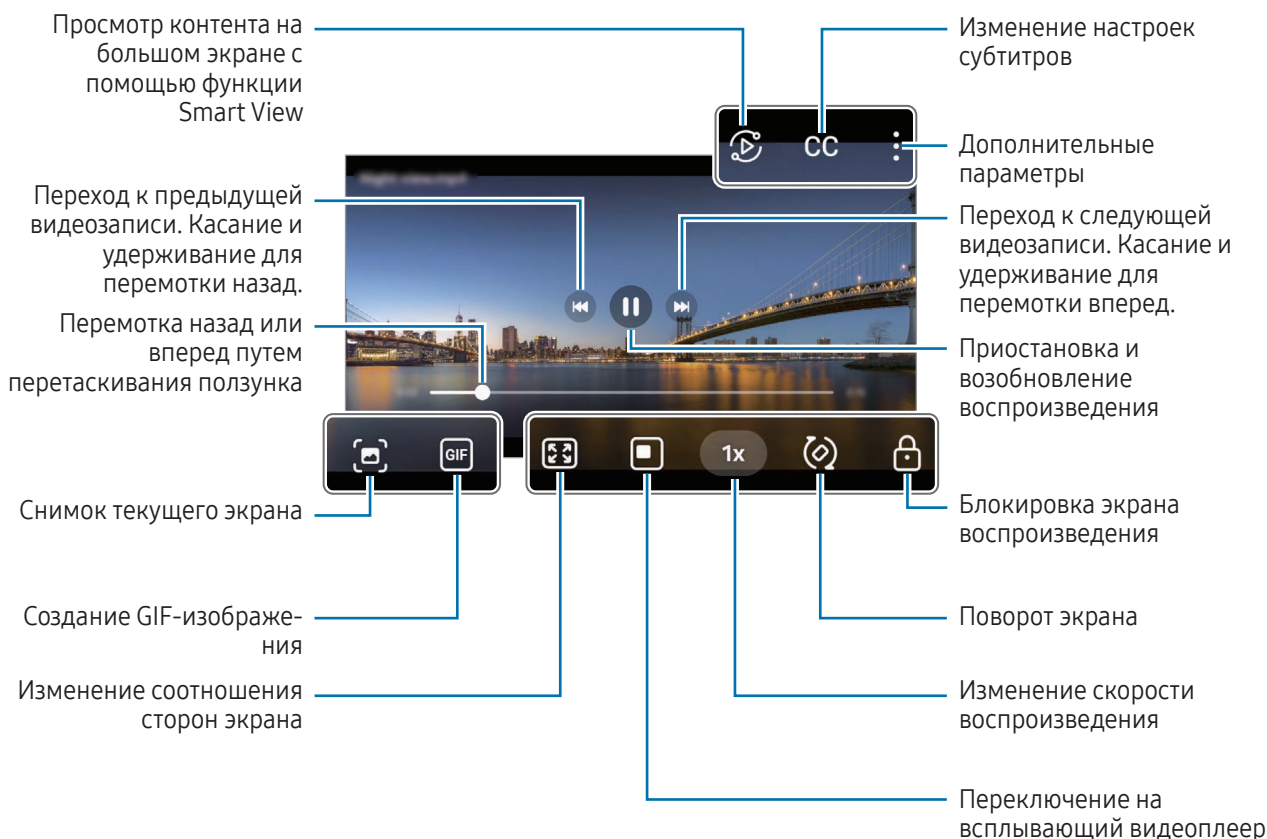 Просмотр контента на
большом экране с
помощью функции
Smart View
Изменение настроек
субтитров
CC
Дополнительные
параметры
Переход к предыдущей
видеозаписи. Касание и
удерживание для
перемотки назад.
Переход к следующей
видеозаписи. Касание и
удерживание для
перемотки вперед.
Перемотка назад или
вперед путем
перетаскивания ползунка
Приостановка и
возобновление
воспроизведения
GIF
1x
Снимок текущего экрана
Блокировка экрана
воспроизведения
Создание GIF-изображе-
ния
Поворот экрана
Изменение соотношения
сторон экрана
Изменение скорости
воспроизведения
Переключение на
всплывающий видеоплеер